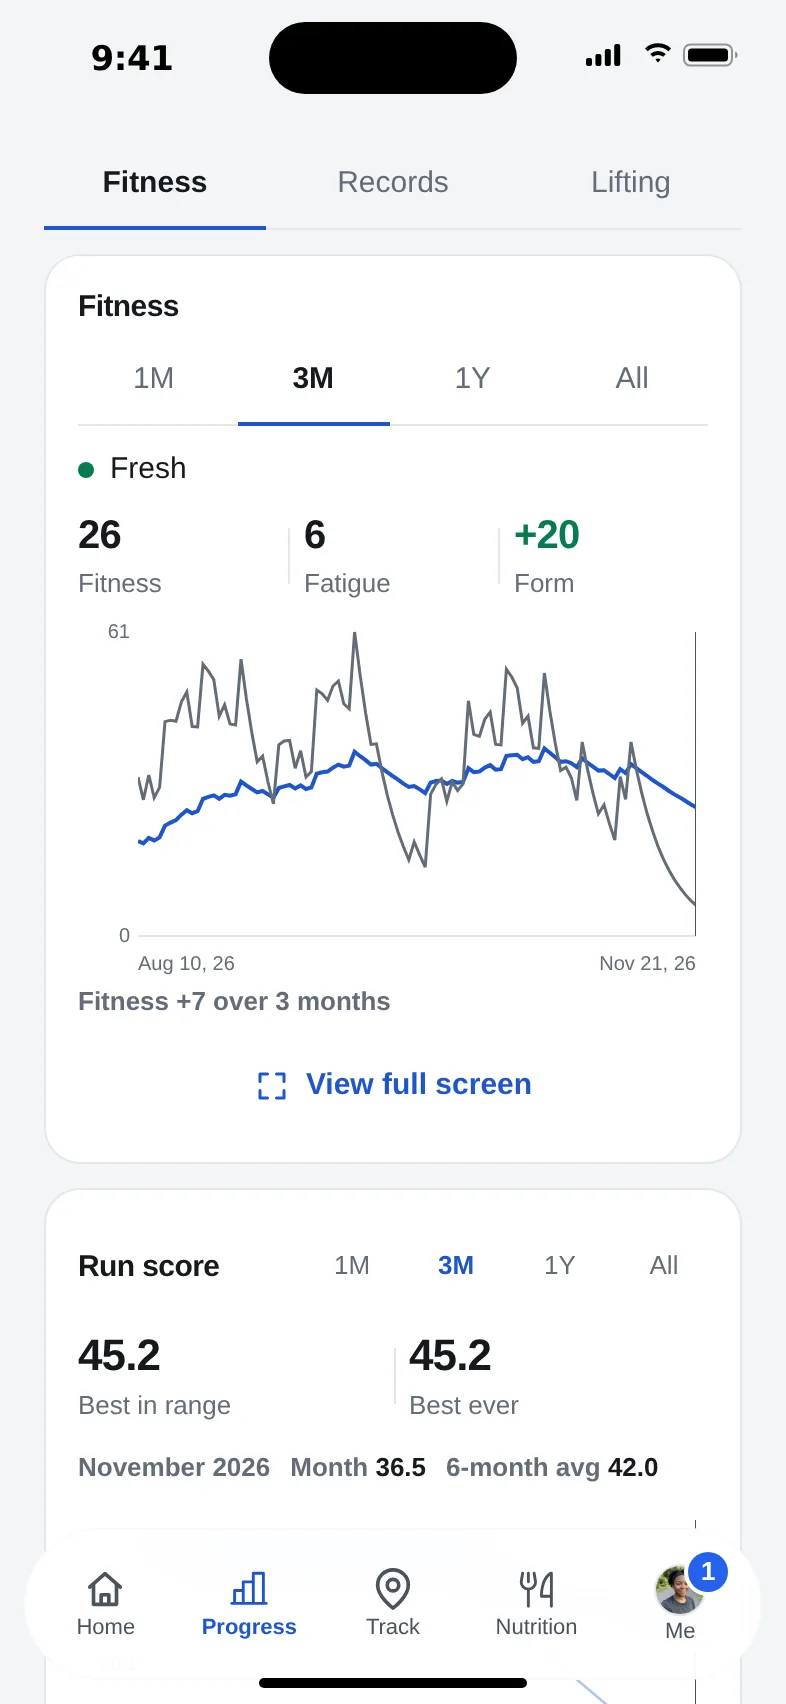 9:41
Fitness Records Lifting
Fitness
1M 3M 1Y All
Fresh
26 6 +20
Fitness Fatigue Form
61
0
Aug 10, 26 Nov 21, 26
Fitness +7 over 3 months
View full screen
Run score 1M 3M 1Y All
45.2 45.2
Best in range Best ever
November 2026 Month 36.5 6-month avg 42.0
1
Home Progress Track Nutrition Me